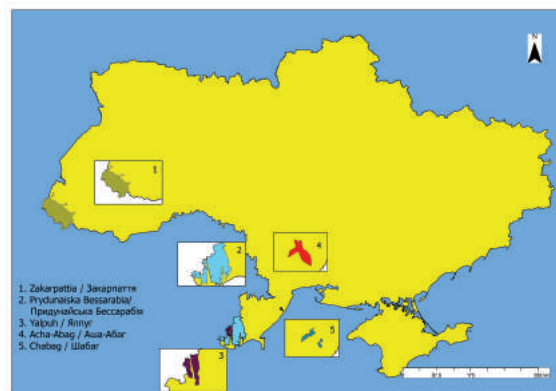 N
1
2
4
5
3
1. Zakarpattia / Закарпаття
2. Prydunaiska Bessarabia/
Придунайська Бессарабія
3. Yalpuh / Ялпуг
4. Acha-Abag / Аша-Абаг
5. Chabag / Шабаг